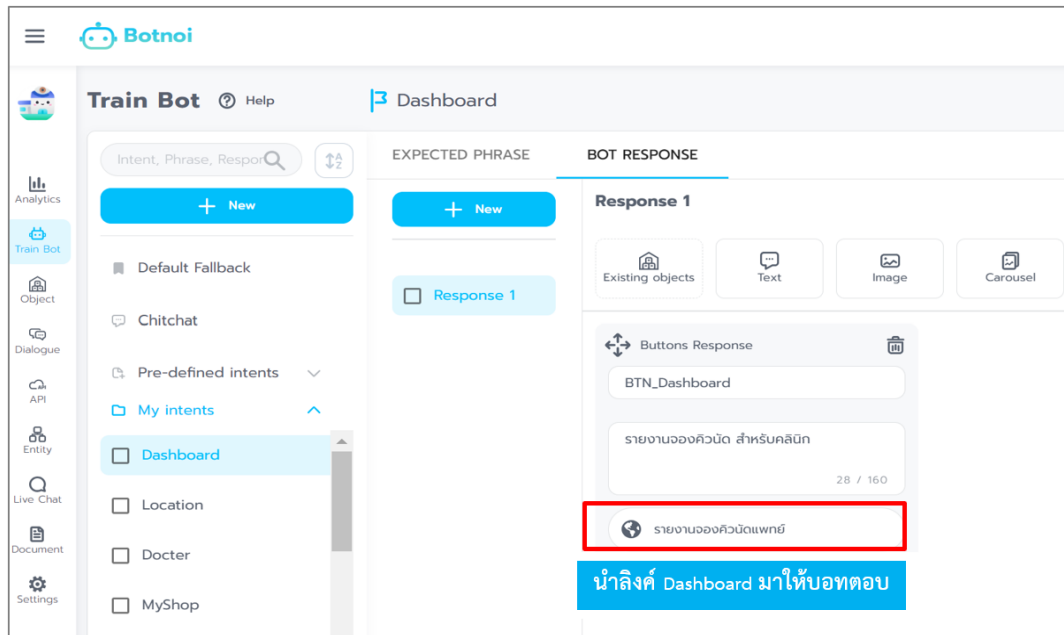 Botnoi
Train Bot
Help
Dashboard
Intent, Phrase, Respor
New
Default Fallback
Chitchat
Pre-defined intents
My intents
Dashboard
Location
Docter
MyShop
Analytics
Train Bot
Object
Dialogue
API
Entity
Live Chat
Document
Settings
EXPECTED PHRASE
BOT RESPONSE
New
Response 1
Response 1
Existing objects
Text
Image
Carousel
Buttons Response
BTN_Dashboard
รายงานจองคิวนัด สำหรับคลินิก
28 / 160
รายงานจองคิวนัดแพทย์
นำลิงค์ Dashboard มาให้บอทตอบ